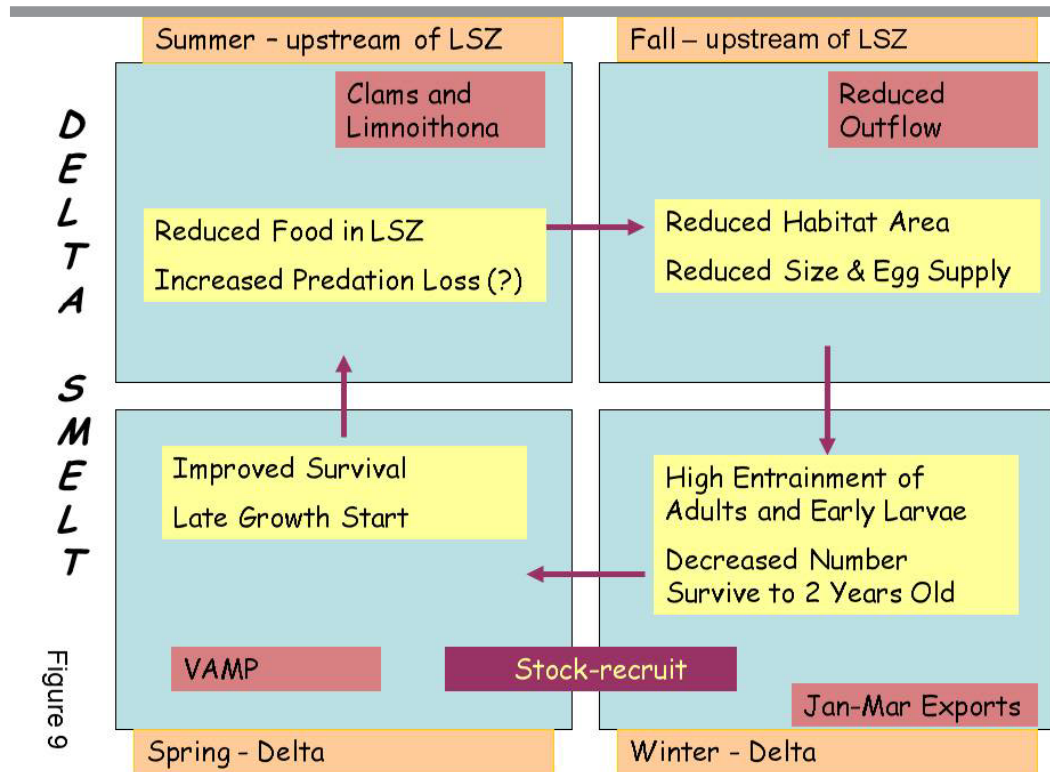 DELTA SMELT
Summer – upstream of LSZ
Clams and
Limnoithona
Reduced Food in LSZ
Increased Predation Loss (?)
Fall – upstream of LSZ
Reduced
Outflow
Reduced Habitat Area
Reduced Size & Egg Supply
Improved Survival
Late Growth Start
VAMP
Spring - Delta
Stock-recruit
High Entrainment of
Adults and Early Larvae
Decreased Number
Survive to 2 Years Old
Jan-Mar Exports
Winter - Delta
Figure 9